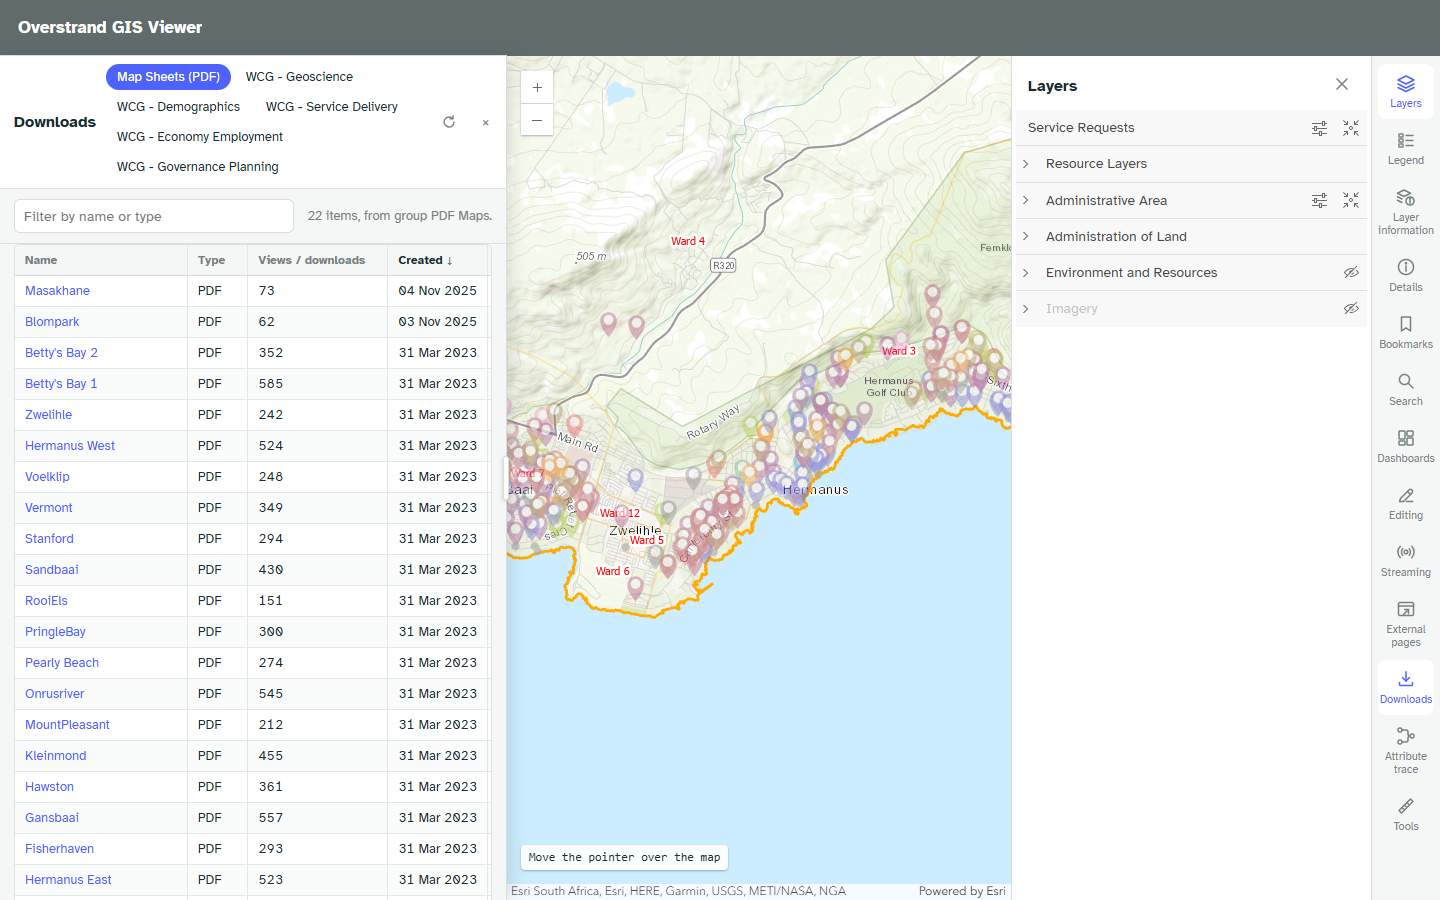 Overstrand GIS Viewer
Downloads
Map Sheets (PDF)
WCG - Geoscience
WCG - Demographics
WCG - Service Delivery
WCG - Economy Employment
WCG - Governance Planning
×
Filter by name or type
22 items, from group PDF Maps.
Name Type Views / downloads Created ↓
Masakhane PDF 73 04 Nov 2025
Blompark PDF 62 03 Nov 2025
Betty's Bay 2 PDF 352 31 Mar 2023
Betty's Bay 1 PDF 585 31 Mar 2023
Zwelihle PDF 242 31 Mar 2023
Hermanus West PDF 524 31 Mar 2023
Voelklip PDF 248 31 Mar 2023
Vermont PDF 349 31 Mar 2023
Stanford PDF 294 31 Mar 2023
Sandbaai PDF 430 31 Mar 2023
RooiEls PDF 151 31 Mar 2023
PringleBay PDF 300 31 Mar 2023
Pearly Beach PDF 274 31 Mar 2023
Onrusriver PDF 545 31 Mar 2023
MountPleasant PDF 212 31 Mar 2023
Kleinmond PDF 455 31 Mar 2023
Hawston PDF 361 31 Mar 2023
Gansbaai PDF 557 31 Mar 2023
Fisherhaven PDF 293 31 Mar 2023
Hermanus East PDF 523 31 Mar 2023
+
−
Ward 4
505 m
R320
Fernkl
Ward 3
Hermanus
Golf Club
Sixth
Rotary Way
Main Rd
Ward 7
Baai
Hermanus
Ward 12
Zwelihle
Ward 5
Ward 6
Move the pointer over the map
Esri South Africa, Esri, HERE, Garmin, USGS, METI/NASA, NGA
Powered by Esri
Layers
Service Requests
Resource Layers
Administrative Area
Administration of Land
Environment and Resources
Imagery
Layers
Legend
Layer
information
Details
Bookmarks
Search
Dashboards
Editing
Streaming
External
pages
Downloads
Attribute
trace
Tools